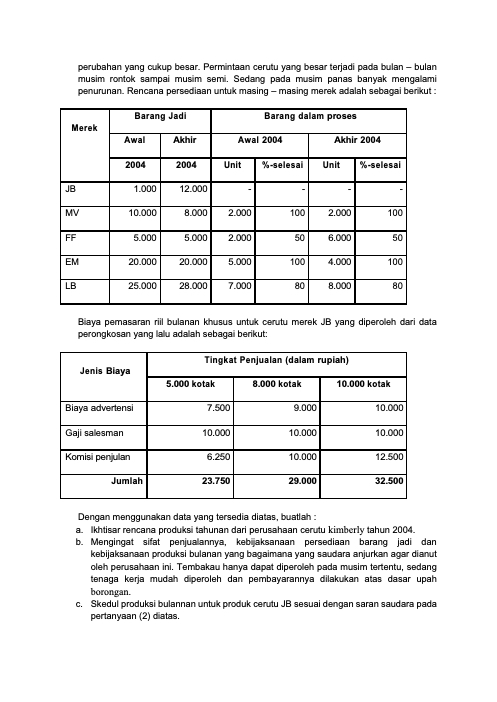 perubahan yang cukup besar. Permintaan cerutu yang besar terjadi pada bulan – bulan
musim rontok sampai musim semi. Sedang pada musim panas banyak mengalami
penurunan. Rencana persediaan untuk masing – masing merek adalah sebagai berikut :
Merek Barang Jadi Barang dalam proses
Awal Akhir Awal 2004 Akhir 2004
2004 2004 Unit %-selesai Unit %-selesai
JB 1.000 12.000 - - - -
MV 10.000 8.000 2.000 100 2.000 100
FF 5.000 5.000 2.000 50 6.000 50
EM 20.000 20.000 5.000 100 4.000 100
LB 25.000 28.000 7.000 80 8.000 80
Biaya pemasaran riil bulanan khusus untuk cerutu merek JB yang diperoleh dari data
perongkosan yang lalu adalah sebagai berikut:
Jenis Biaya Tingkat Penjualan (dalam rupiah)
5.000 kotak 8.000 kotak 10.000 kotak
Biaya advertensi 7.500 9.000 10.000
Gaji salesman 10.000 10.000 10.000
Komisi penjulan 6.250 10.000 12.500
Jumlah 23.750 29.000 32.500
Dengan menggunakan data yang tersedia diatas, buatlah :
a. Ikhtisar rencana produksi tahunan dari perusahaan cerutu kimberly tahun 2004.
b. Mengingat sifat penjualannya, kebijaksanaan persediaan barang jadi dan
kebijaksanaan produksi bulanan yang bagaimana yang saudara anjurkan agar dianut
oleh perusahaan ini. Tembakau hanya dapat diperoleh pada musim tertentu, sedang
tenaga kerja mudah diperoleh dan pembayarannya dilakukan atas dasar upah
borongan.
c. Skedul produksi bulannan untuk produk cerutu JB sesuai dengan saran saudara pada
pertanyaan (2) diatas.